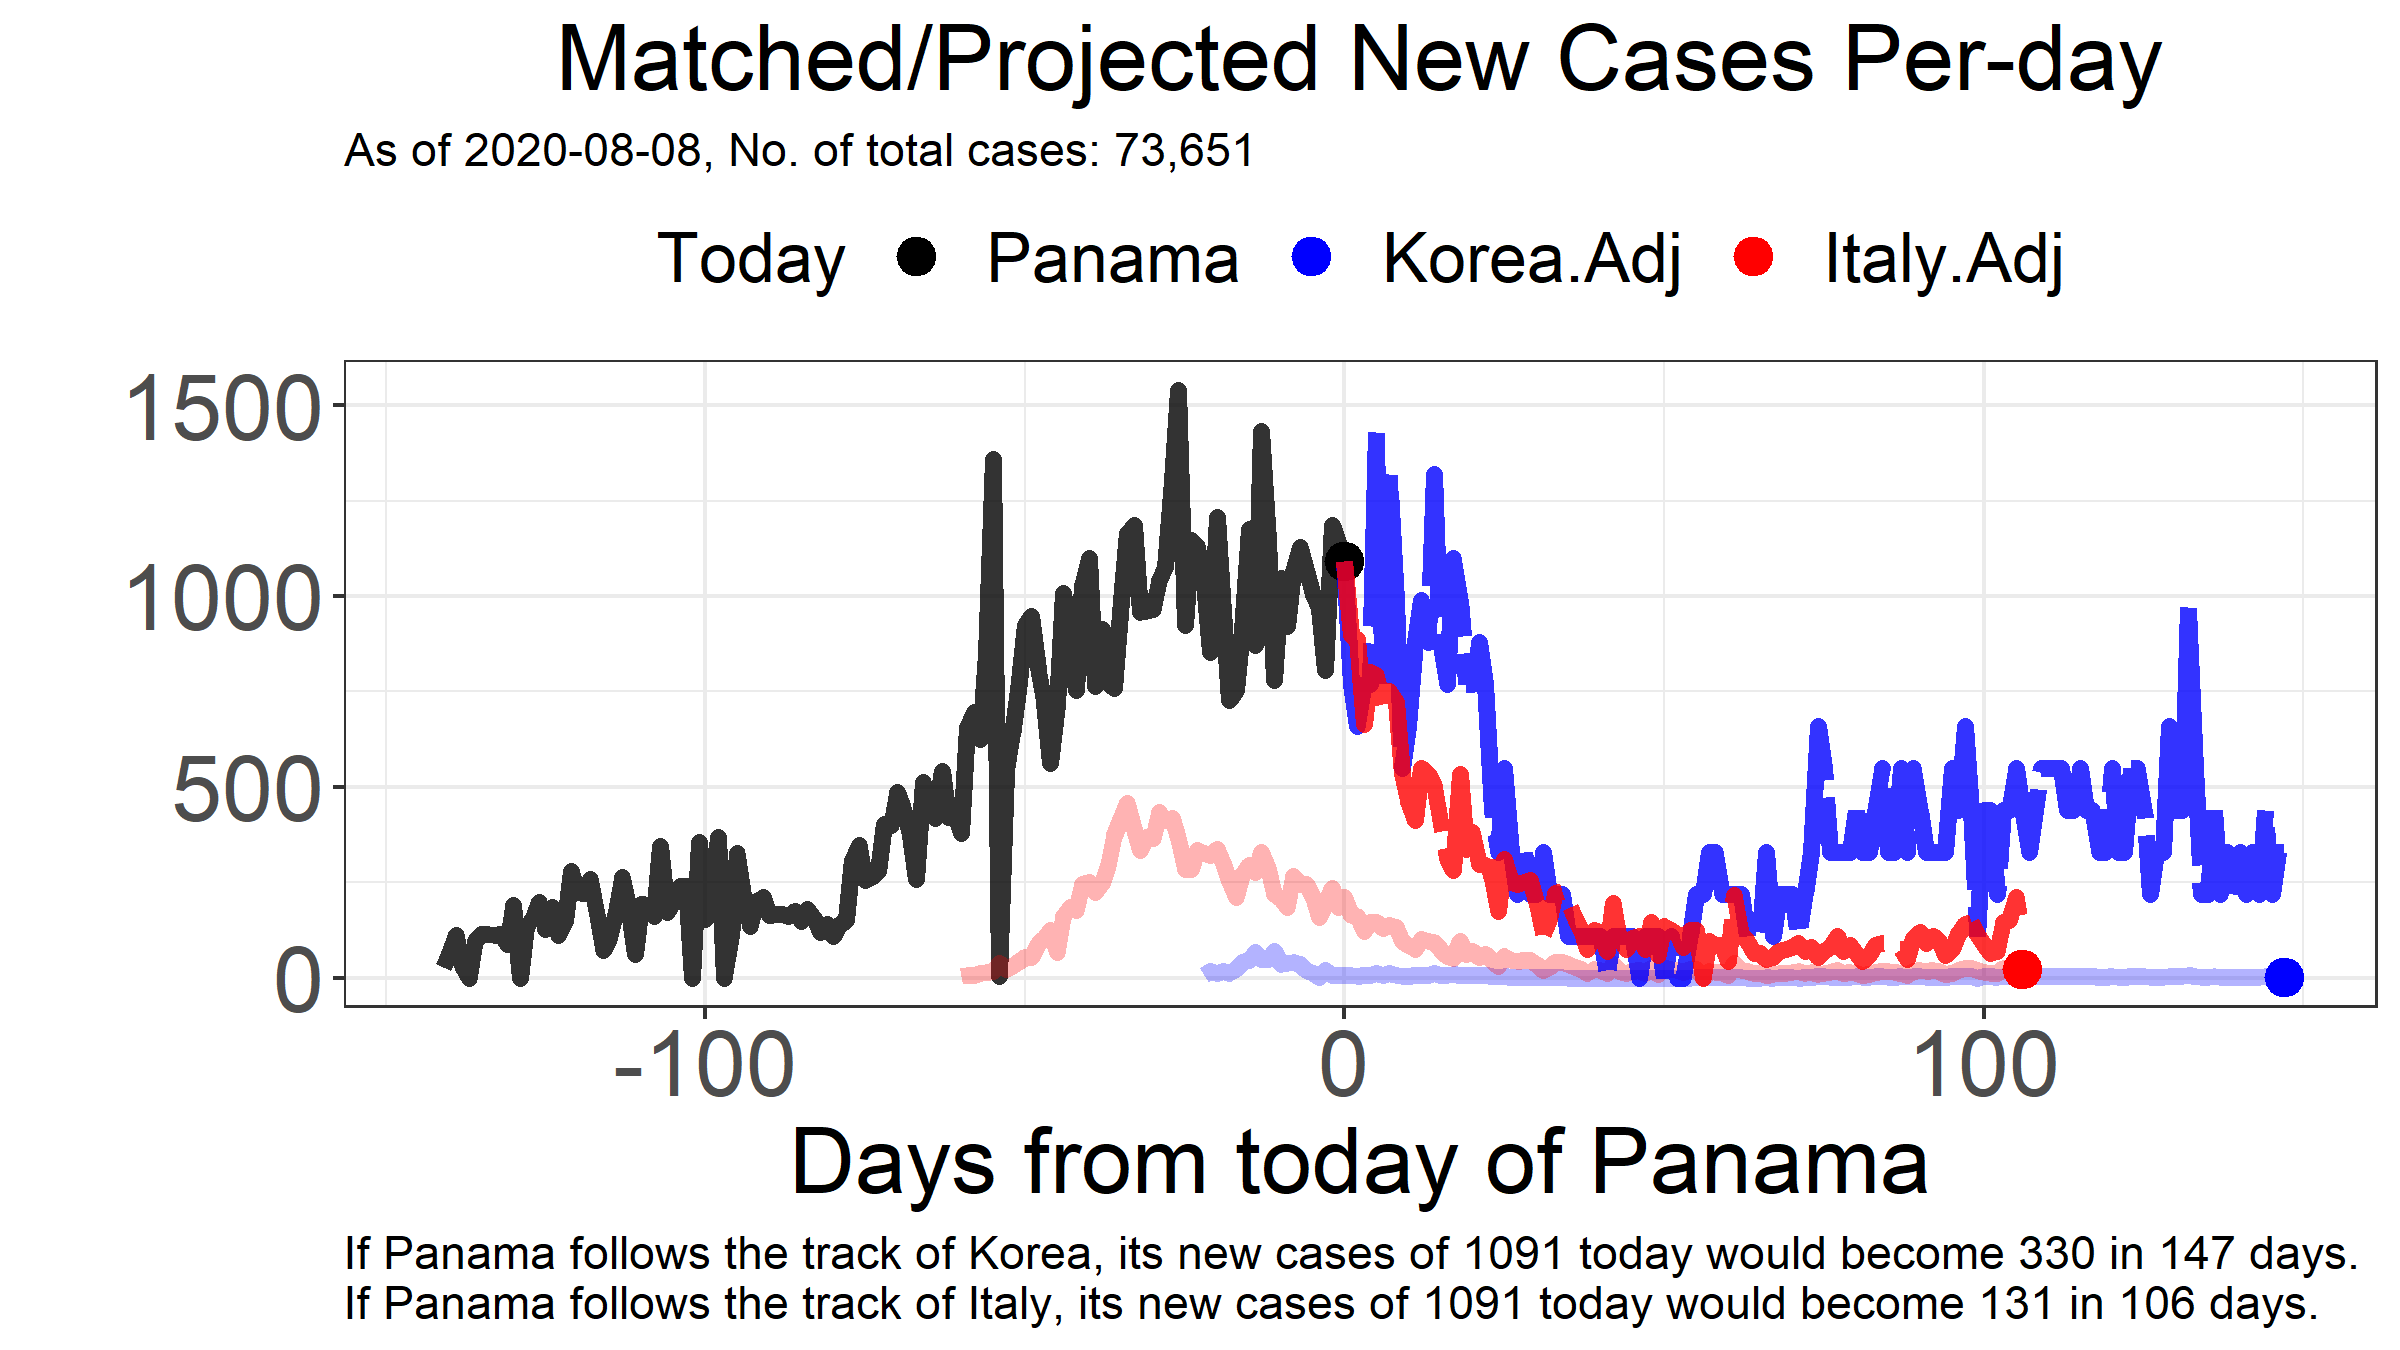 Matched/Projected New Cases Per-day
As of 2020-08-08, No. of total cases: 73,651
Today Panama Korea.Adj Italy.Adj
1500
1000
500
0
-100 0 100
Days from today of Panama
If Panama follows the track of Korea, its new cases of 1091 today would become 330 in 147 days.
If Panama follows the track of Italy, its new cases of 1091 today would become 131 in 106 days.